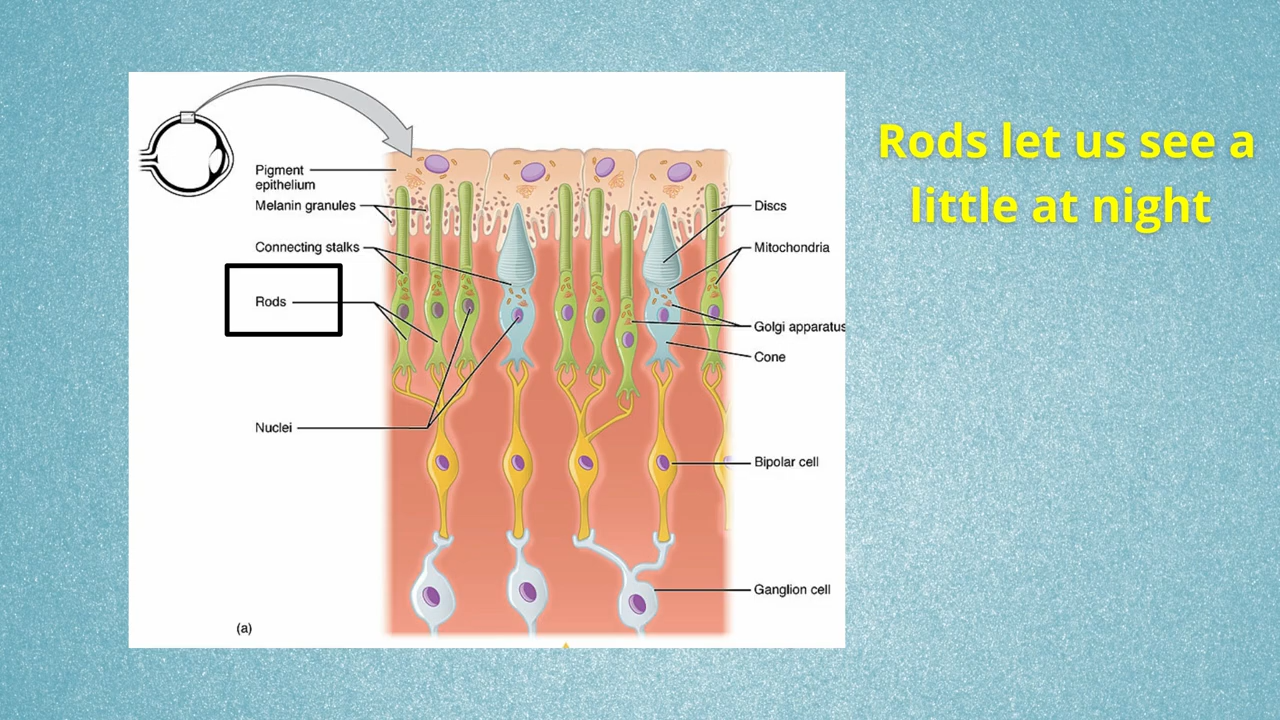 Rods let us see a
little at night
Pigment
epithelium
Melanin granules
Connecting stalks
Rods
Nuclei
(a)
Discs
Mitochondria
Golgi apparatus
Cone
Bipolar cell
Ganglion cell